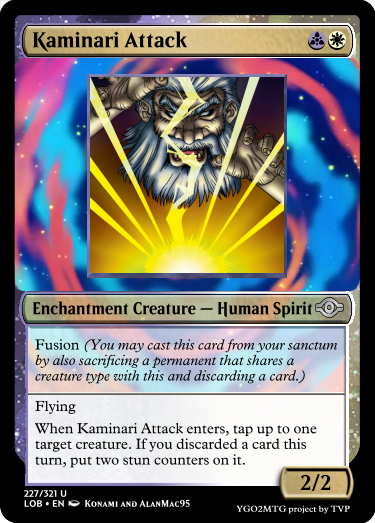 Kaminari Attack
Enchantment Creature — Human Spirit
Fusion (You may cast this card from your sanctum
by also sacrificing a permanent that shares a
creature type with this and discarding a card.)
Flying
When Kaminari Attack enters, tap up to one
target creature. If you discarded a card this
turn, put two stun counters on it.
2/2
227/321 U
LOB • EN Konami and AlanMac95
YGO2MTG project by TVP